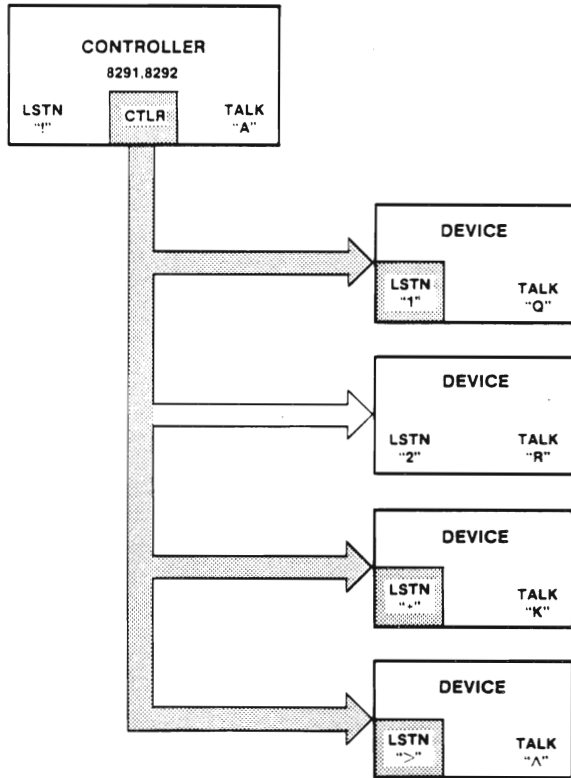 CONTROLLER
8291,8292
LSTN
"!"
CTLR
TALK
"A"
DEVICE
LSTN
"1"
TALK
"Q"
DEVICE
LSTN
"2"
TALK
"R"
DEVICE
LSTN
"+"
TALK
"K"
DEVICE
LSTN
">"
TALK
"^"